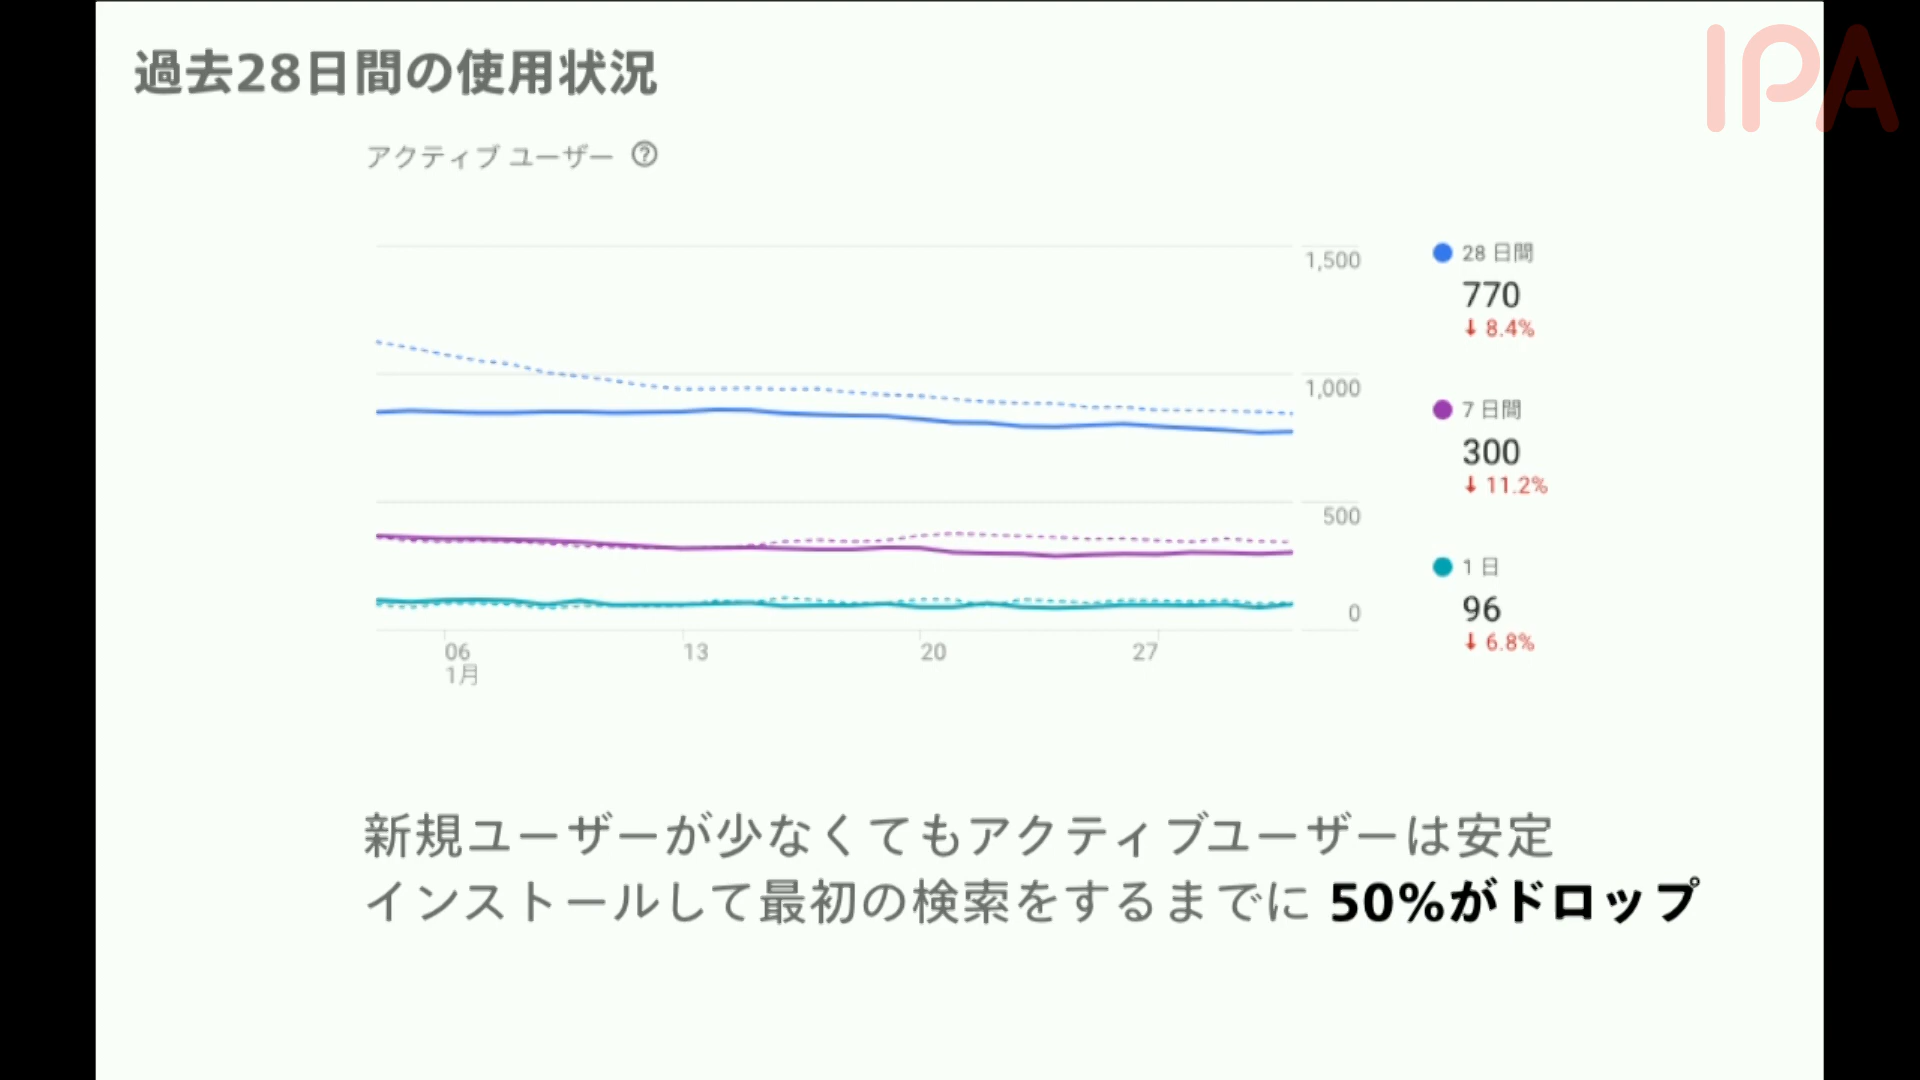 過去28日間の使用状況
IPA
アクティブ ユーザー ?
1,500
1,000
500
0
06
1月
13
20
27
28 日間
770
↓ 8.4%
7 日間
300
↓ 11.2%
1 日
96
↓ 6.8%
新規ユーザーが少なくてもアクティブユーザーは安定
インストールして最初の検索をするまでに 50%がドロップ